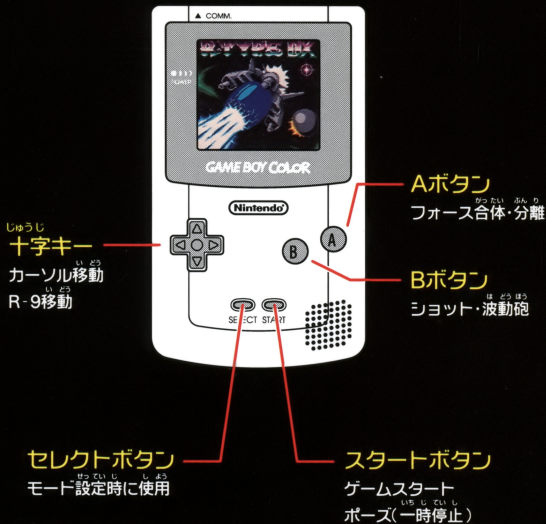 ▲ COMM.
R-TYPE DX
POWER
GAME BOY COLOR
Nintendo
Aボタン
フォース合体・分離
がったい ぶんり
じゅうじ
十字キー
いどう
カーソル移動
いどう
R-9移動
A
B
Bボタン
はどうほう
ショット・波動砲
SELECT START
セレクトボタン
せっていじ しよう
モード設定時に使用
スタートボタン
ゲームスタート
いちじていし
ポーズ(一時停止)